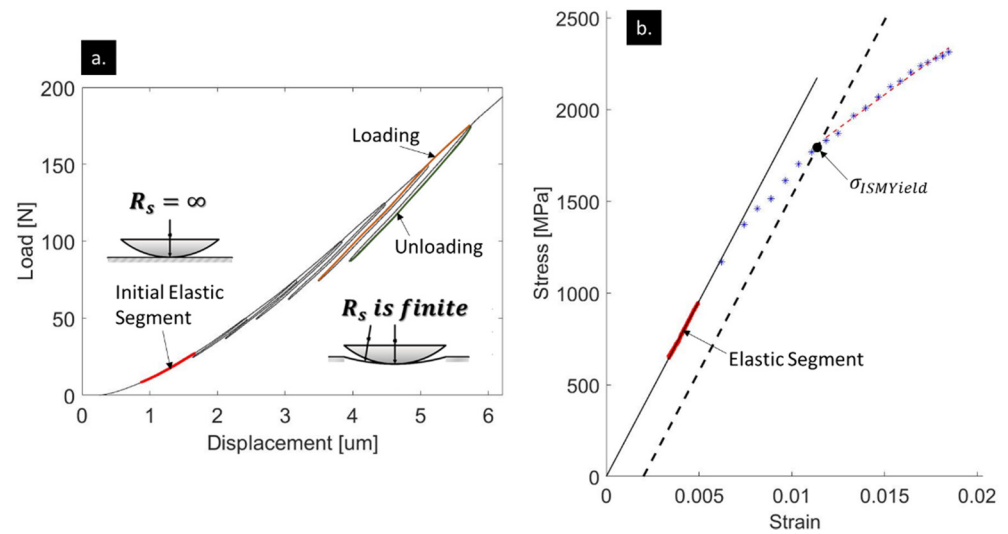 a.
200
150
100
50
0
Load [N]
0 1 2 3 4 5 6
Displacement [um]
Loading
Unloading
R_s = ∞
Initial Elastic
Segment
R_s is finite
b.
2500
2000
1500
1000
500
0
Stress [MPa]
0 0.005 0.01 0.015 0.02
Strain
σ_ISMYield
Elastic Segment